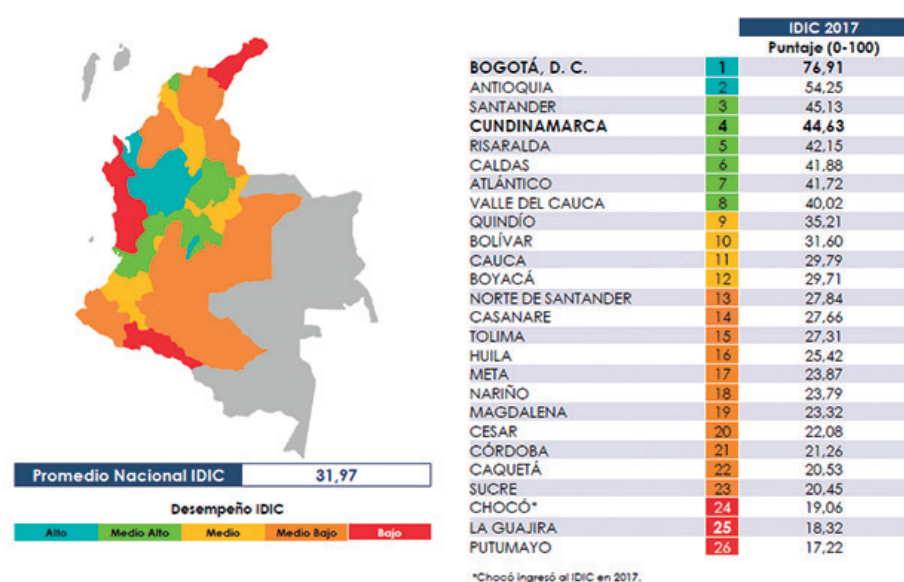 IDIC 2017
Puntaje (0-100)
BOGOTÁ, D. C. 1 76,91
ANTIOQUIA 2 54,25
SANTANDER 3 45,13
CUNDINAMARCA 4 44,63
RISARALDA 5 42,15
CALDAS 6 41,88
ATLÁNTICO 7 41,72
VALLE DEL CAUCA 8 40,02
QUINDÍO 9 35,21
BOLÍVAR 10 31,60
CAUCA 11 29,79
BOYACÁ 12 29,71
NORTE DE SANTANDER 13 27,84
CASANARE 14 27,66
TOLIMA 15 27,31
HUILA 16 25,42
META 17 23,87
NARIÑO 18 23,79
MAGDALENA 19 23,32
CESAR 20 22,08
CÓRDOBA 21 21,26
CAQUETÁ 22 20,53
SUCRE 23 20,45
CHOCÓ* 24 19,06
LA GUAJIRA 25 18,32
PUTUMAYO 26 17,22
*Chocó ingresó al IDIC en 2017.
Promedio Nacional IDIC 31,97
Desempeño IDIC
Alto Medio Alto Medio Medio Bajo Bajo